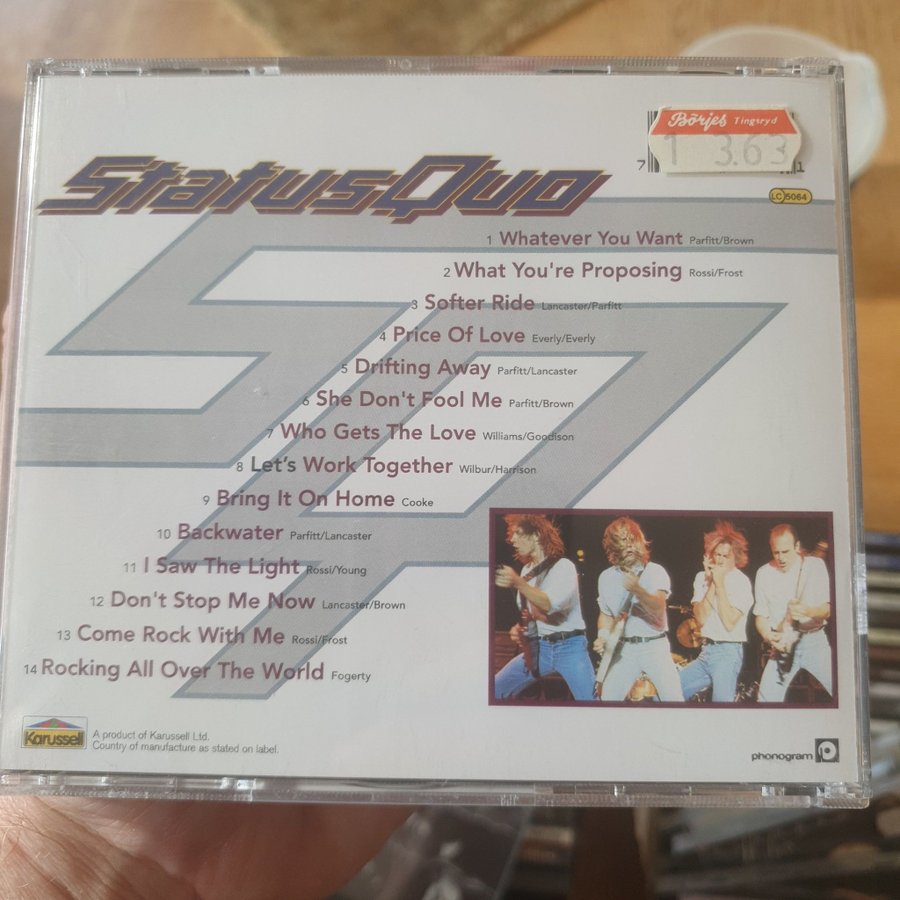 Börjes Tingsryd
1 3.63
7 1
LC 5064
Status Quo
1 Whatever You Want Parfitt/Brown
2 What You're Proposing Rossi/Frost
3 Softer Ride Lancaster/Parfitt
4 Price Of Love Everly/Everly
5 Drifting Away Parfitt/Lancaster
6 She Don't Fool Me Parfitt/Brown
7 Who Gets The Love Williams/Goodison
8 Let's Work Together Wilbur/Harrison
9 Bring It On Home Cooke
10 Backwater Parfitt/Lancaster
11 I Saw The Light Rossi/Young
12 Don't Stop Me Now Lancaster/Brown
13 Come Rock With Me Rossi/Frost
14 Rocking All Over The World Fogerty
Karussell
A product of Karussell Ltd.
Country of manufacture as stated on label.
phonogram